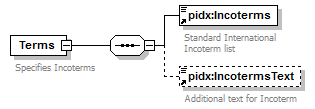 Terms
Specifies Incoterms
pidx:Incoterms
Standard International
Incoterm list
pidx:IncotermsText
Additional text for Incoterm